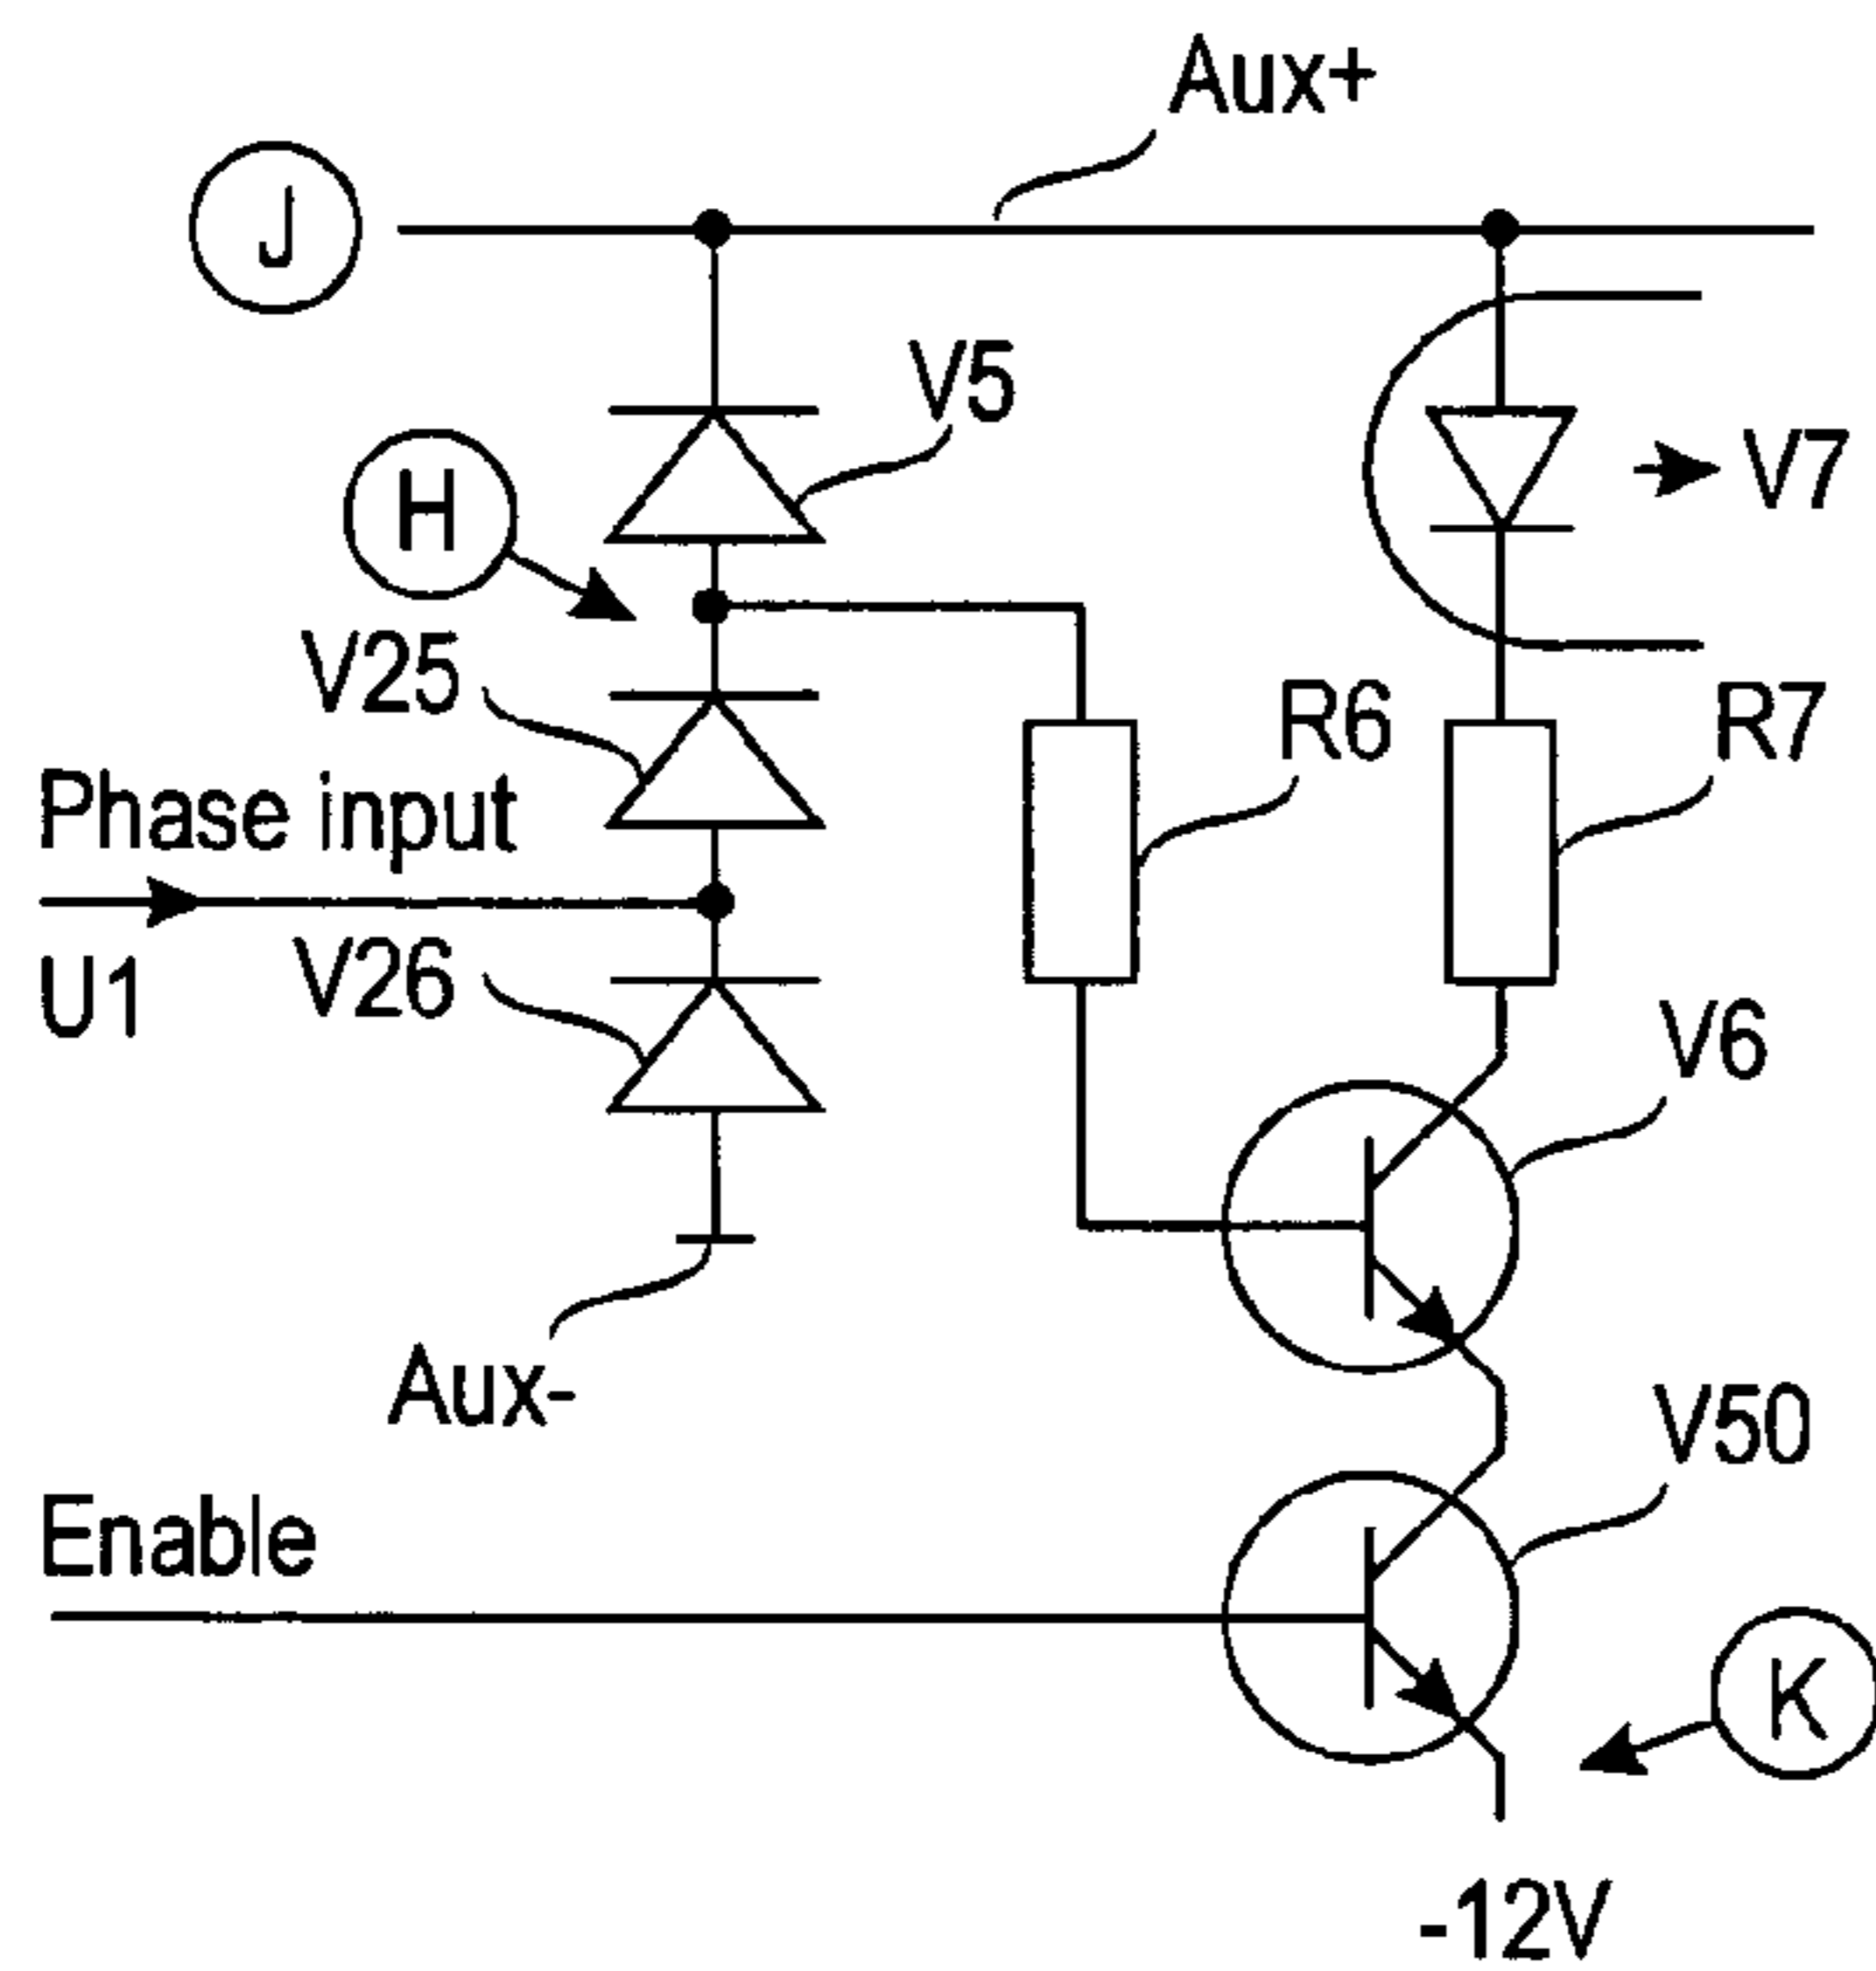 Aux+
J
V5
H
V7
V25
R6
R7
Phase input
U1
V26
V6
Aux-
V50
Enable
K
-12V